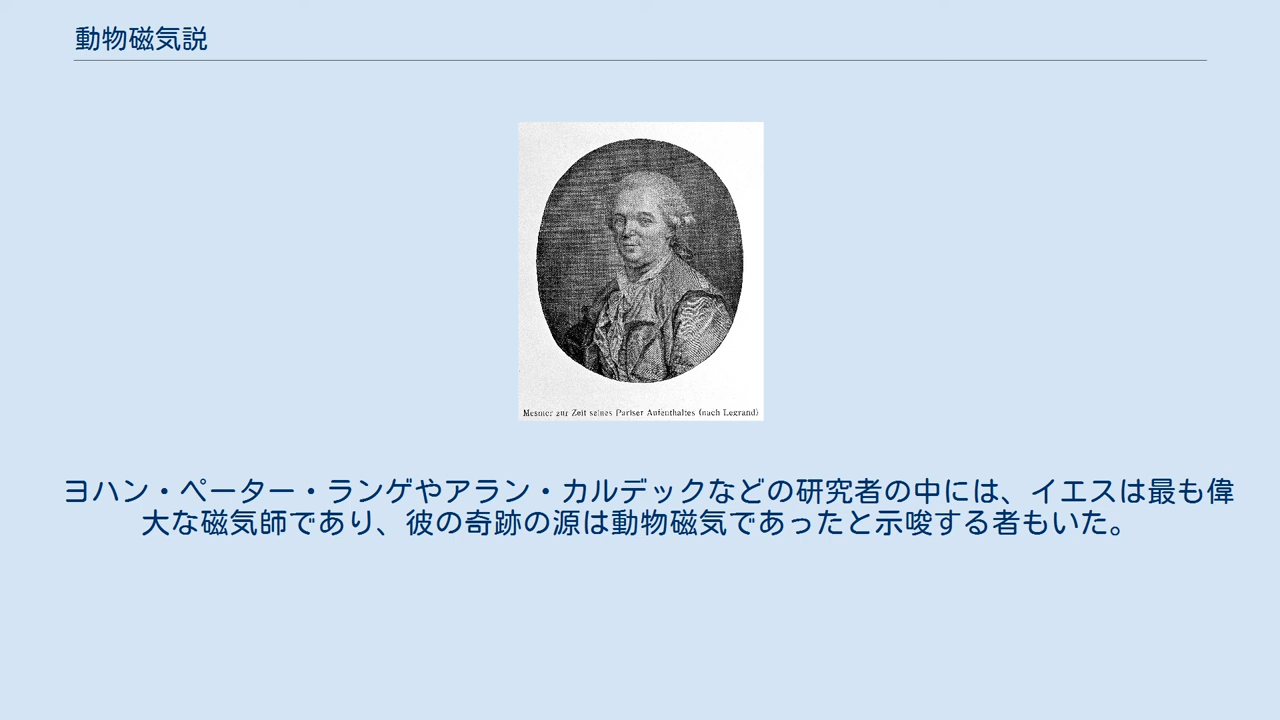 動物磁気説
Mesmer zur Zeit seines Pariser Aufenthaltes (nach Legrand)
ヨハン・ペーター・ランゲやアラン・カルデックなどの研究者の中には、イエスは最も偉
大な磁気師であり、彼の奇跡の源は動物磁気であったと示唆する者もいた。